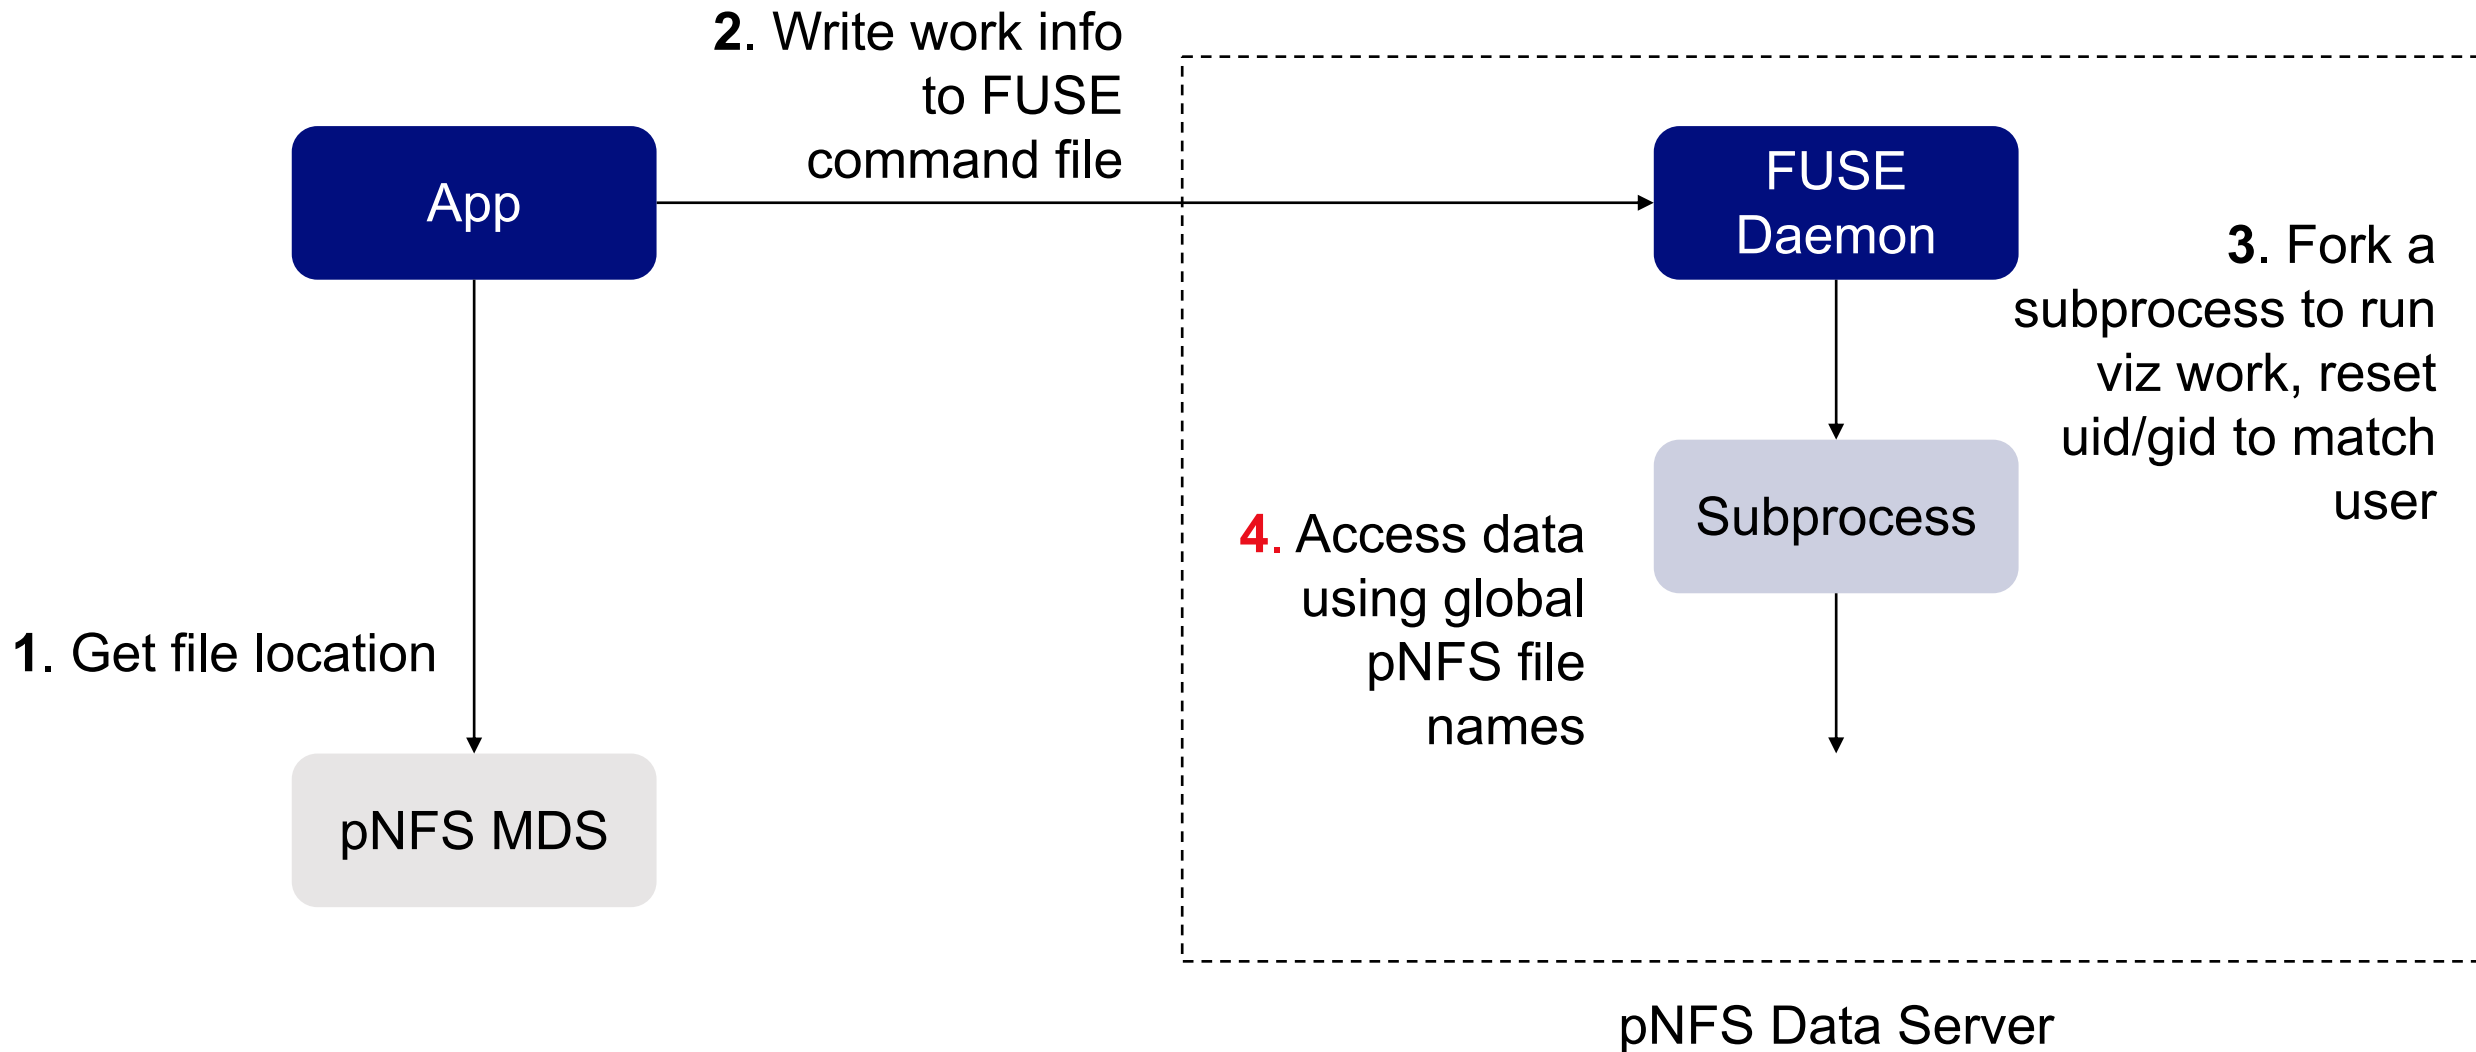 2. Write work info
to FUSE
command file
App
FUSE
Daemon
3. Fork a
subprocess to run
viz work, reset
uid/gid to match
user
Subprocess
4. Access data
using global
pNFS file
names
1. Get file location
pNFS MDS
pNFS Data Server